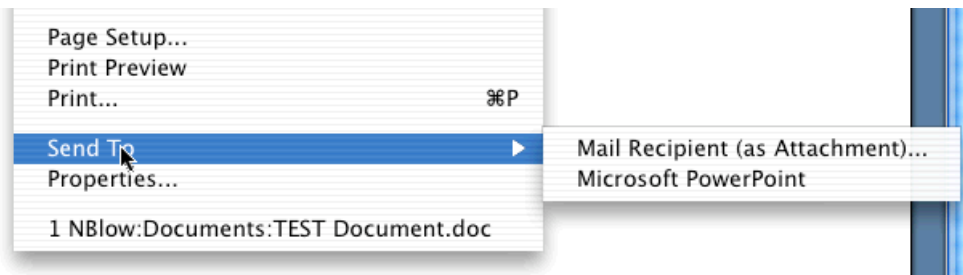 Page Setup...
Print Preview
Print... ⌘P
Send To
Mail Recipient (as Attachment)...
Properties...
Microsoft PowerPoint
1 NBlow:Documents:TEST Document.doc